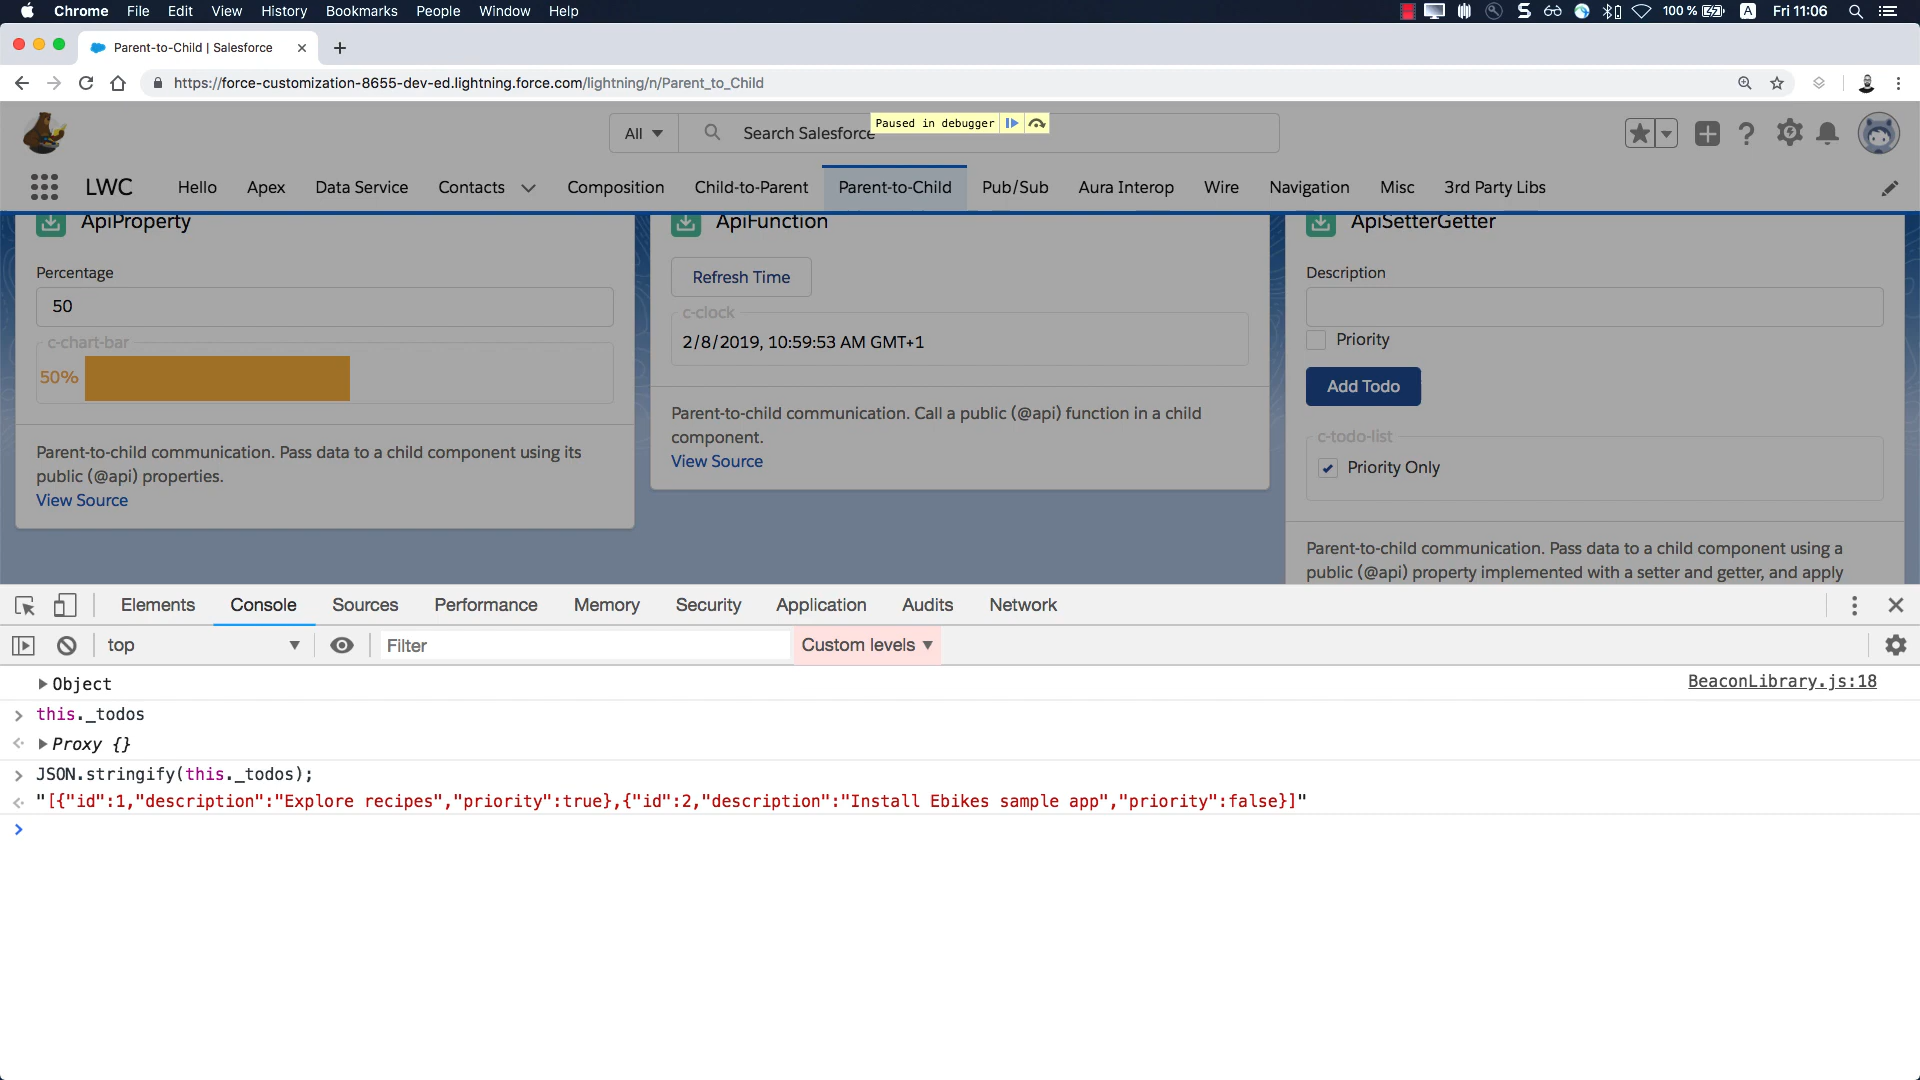 Chrome File Edit View History Bookmarks People Window Help 100 % A Fri 11:06
Parent-to-Child | Salesforce
https://force-customization-8655-dev-ed.lightning.force.com/lightning/n/Parent_to_Child
Paused in debugger
All Search Salesforce
LWC Hello Apex Data Service Contacts Composition Child-to-Parent Parent-to-Child Pub/Sub Aura Interop Wire Navigation Misc 3rd Party Libs
ApiProperty
Percentage
50
c-chart-bar
50%
Parent-to-child communication. Pass data to a child component using its
public (@api) properties.
View Source
ApiFunction
Refresh Time
c-clock
2/8/2019, 10:59:53 AM GMT+1
Parent-to-child communication. Call a public (@api) function in a child
component.
View Source
ApiSetterGetter
Description
Priority
Add Todo
c-todo-list
Priority Only
Parent-to-child communication. Pass data to a child component using a
public (@api) property implemented with a setter and getter, and apply
Elements Console Sources Performance Memory Security Application Audits Network
top Filter Custom levels
Object BeaconLibrary.js:18
this._todos
Proxy {}
JSON.stringify(this._todos);
"[{"id":1,"description":"Explore recipes","priority":true},{"id":2,"description":"Install Ebikes sample app","priority":false}]"